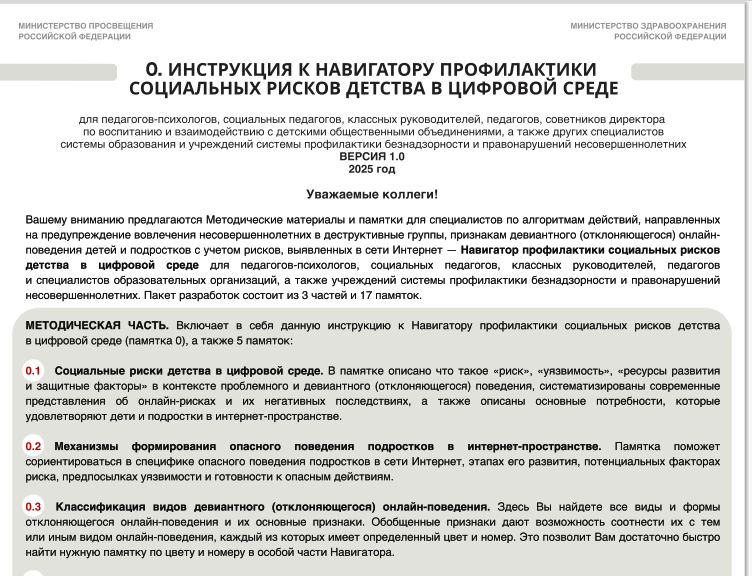 МИНИСТЕРСТВО ПРОСВЕЩЕНИЯ
РОССИЙСКОЙ ФЕДЕРАЦИИ
МИНИСТЕРСТВО ЗДРАВООХРАНЕНИЯ
РОССИЙСКОЙ ФЕДЕРАЦИИ
0. ИНСТРУКЦИЯ К НАВИГАТОРУ ПРОФИЛАКТИКИ
СОЦИАЛЬНЫХ РИСКОВ ДЕТСТВА В ЦИФРОВОЙ СРЕДЕ
для педагогов-психологов, социальных педагогов, классных руководителей, педагогов, советников директора
по воспитанию и взаимодействию с детскими общественными объединениями, а также других специалистов
системы образования и учреждений системы профилактики безнадзорности и правонарушений несовершеннолетних
ВЕРСИЯ 1.0
2025 год
Уважаемые коллеги!
Вашему вниманию предлагаются Методические материалы и памятки для специалистов по алгоритмам действий, направленных
на предупреждение вовлечения несовершеннолетних в деструктивные группы, признакам девиантного (отклоняющегося) онлайн-
поведения детей и подростков с учетом рисков, выявленных в сети Интернет — Навигатор профилактики социальных рисков
детства в цифровой среде для педагогов-психологов, социальных педагогов, классных руководителей, педагогов
и специалистов образовательных организаций, а также учреждений системы профилактики безнадзорности и правонарушений
несовершеннолетних. Пакет разработок состоит из 3 частей и 17 памяток.
МЕТОДИЧЕСКАЯ ЧАСТЬ. Включает в себя данную инструкцию к Навигатору профилактики социальных рисков детства
в цифровой среде (памятка 0), а также 5 памяток:
0.1 Социальные риски детства в цифровой среде. В памятке описано что такое «риск», «уязвимость», «ресурсы развития
и защитные факторы» в контексте проблемного и девиантного (отклоняющегося) поведения, систематизированы современные
представления об онлайн-рисках и их негативных последствиях, а также описаны основные потребности, которые
удовлетворяют дети и подростки в интернет-пространстве.
0.2 Механизмы формирования опасного поведения подростков в интернет-пространстве. Памятка поможет
сориентироваться в специфике опасного поведения подростков в сети Интернет, этапах его развития, потенциальных факторах
риска, предпосылках уязвимости и готовности к опасным действиям.
0.3 Классификация видов девиантного (отклоняющегося) онлайн-поведения. Здесь Вы найдете все виды и формы
отклоняющегося онлайн-поведения и их основные признаки. Обобщенные признаки дают возможность соотнести их с тем
или иным видом онлайн-поведения, каждый из которых имеет определенный цвет и номер. Это позволит Вам достаточно быстро
найти нужную памятку по цвету и номеру в особой части Навигатора.